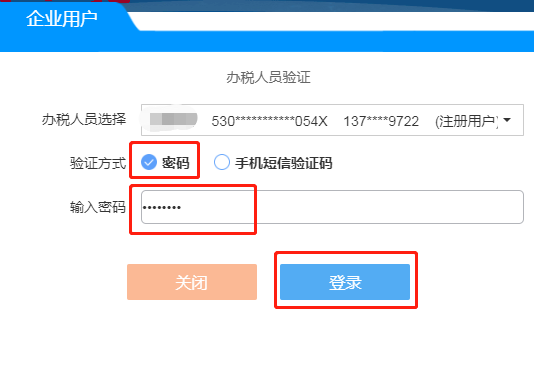 企业用户
办税人员验证
办税人员选择 530***********054X 137****9722 (注册用户)
验证方式 密码 手机短信验证码
输入密码 ••••••••
关闭 登录